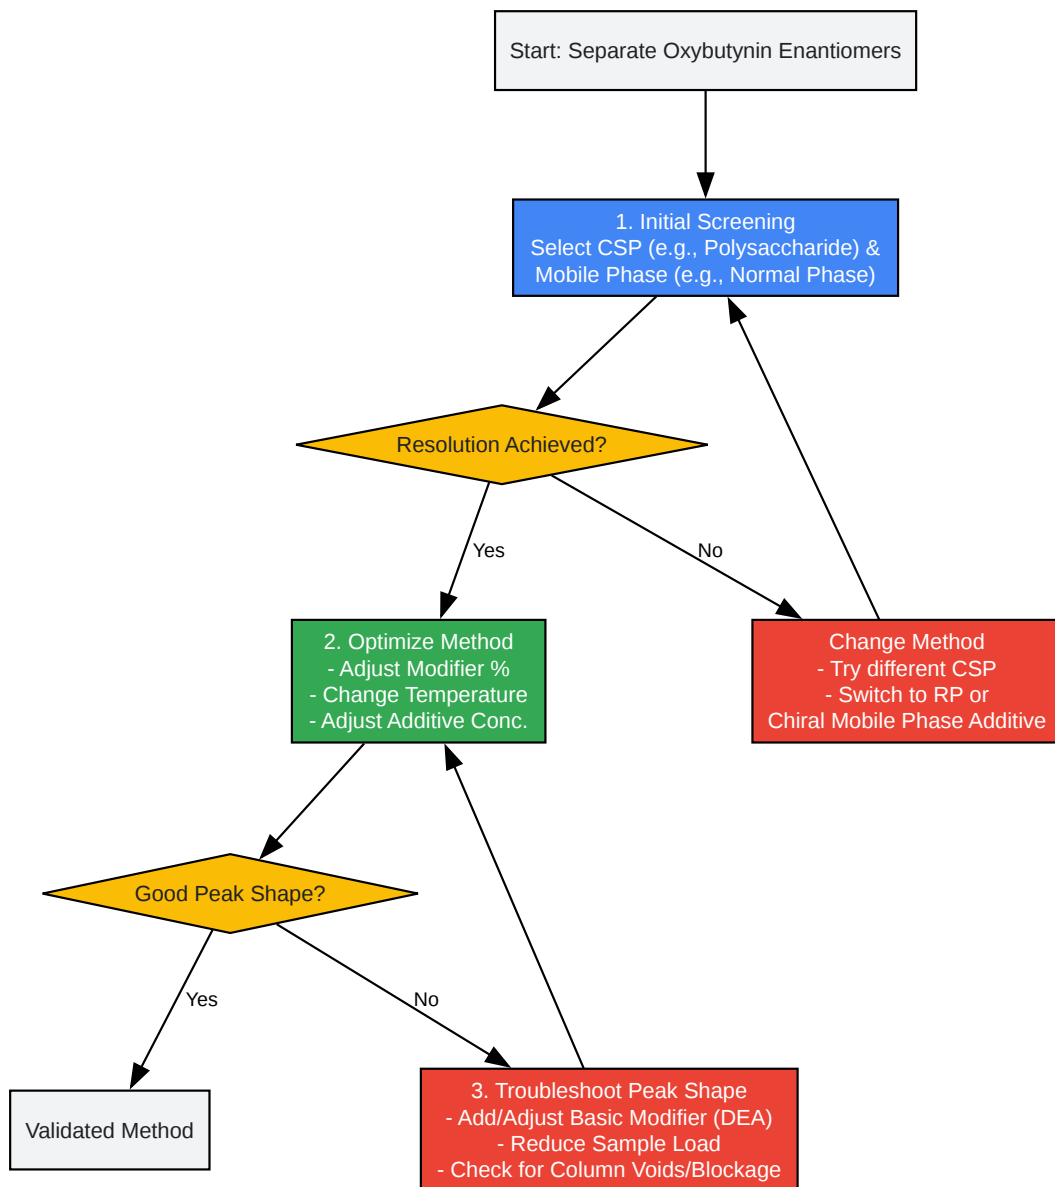 Start: Separate Oxybutynin Enantiomers
1. Initial Screening
Select CSP (e.g., Polysaccharide) &
Mobile Phase (e.g., Normal Phase)
Resolution Achieved?
Yes
No
2. Optimize Method
- Adjust Modifier %
- Change Temperature
- Adjust Additive Conc.
Change Method
- Try different CSP
- Switch to RP or
Chiral Mobile Phase Additive
Good Peak Shape?
Yes
No
Validated Method
3. Troubleshoot Peak Shape
- Add/Adjust Basic Modifier (DEA)
- Reduce Sample Load
- Check for Column Voids/Blockage